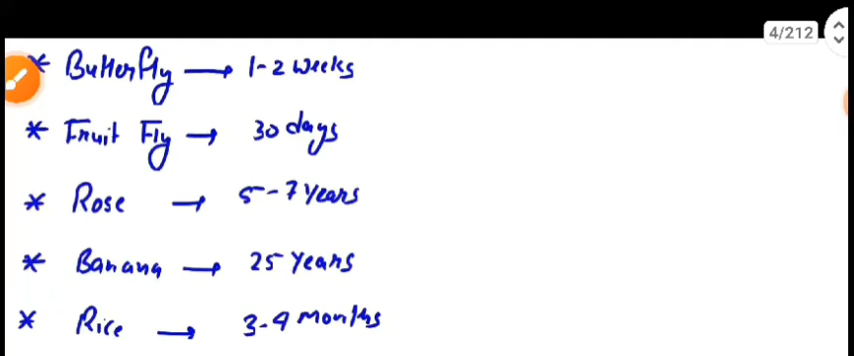 4/212
* Butterfly → 1-2 weeks
* Fruit Fly → 30 days
* Rose → 5-7 years
* Banana → 25 years
* Rice → 3-4 months